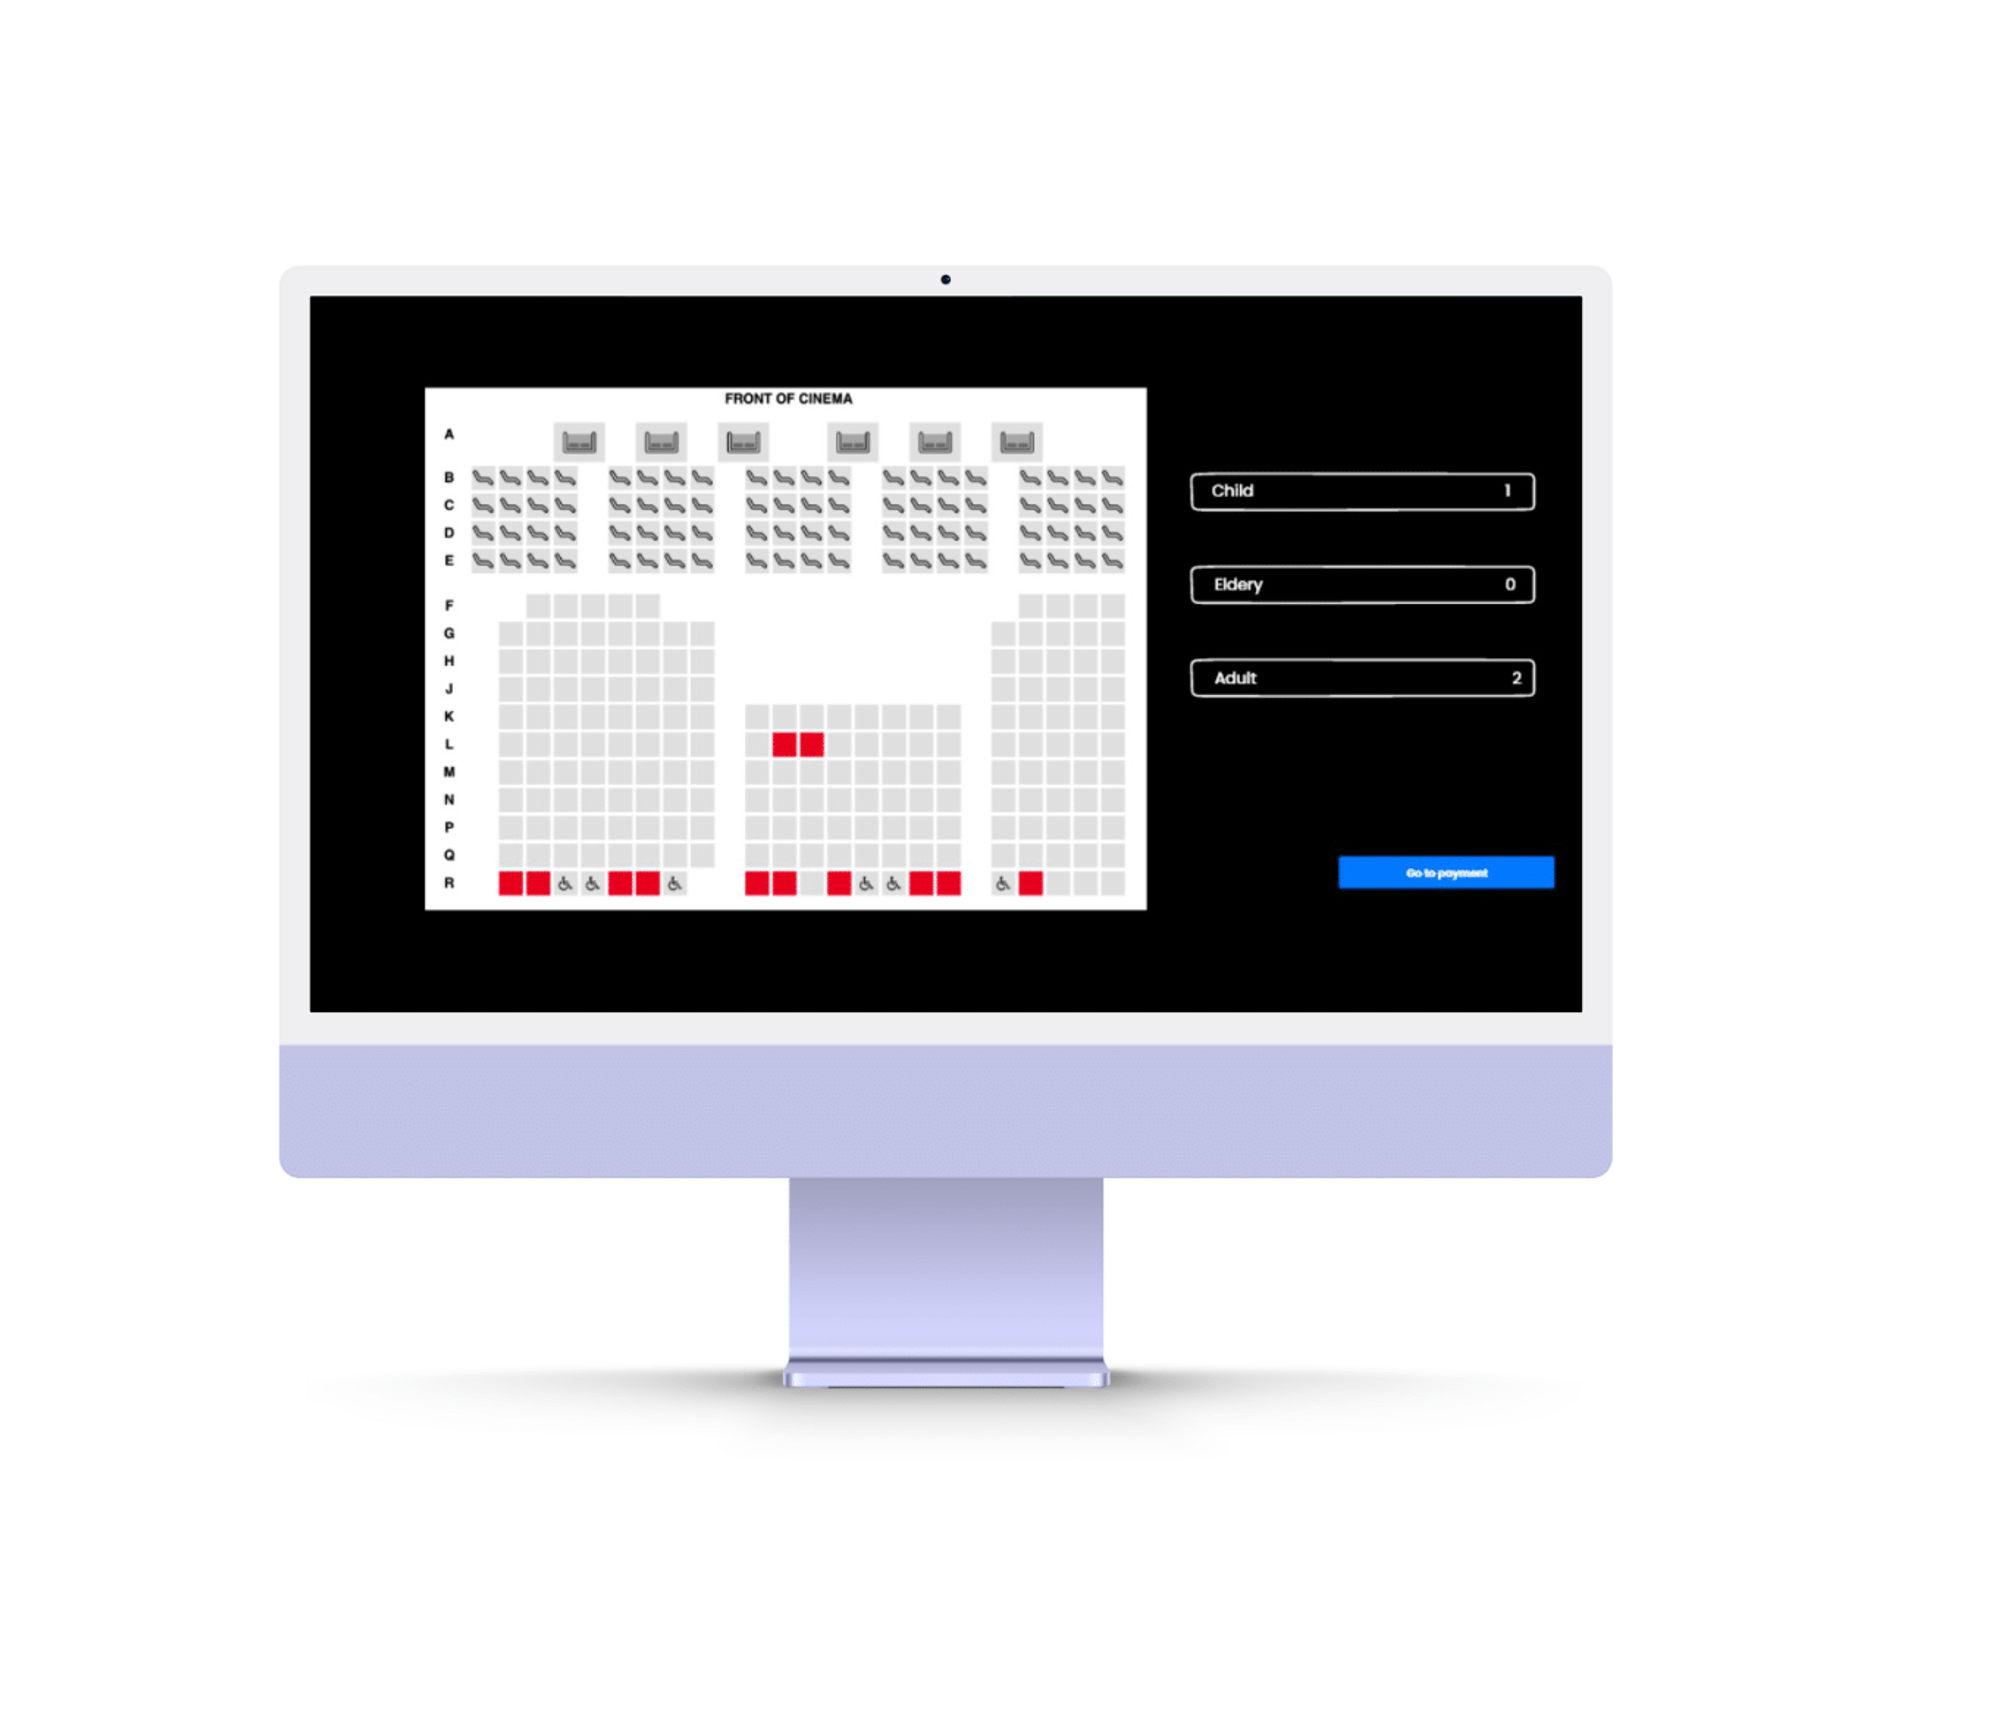 FRONT OF CINEMA
A
B
C
D
E
F
G
H
J
K
L
M
N
P
Q
R
Child 1
Eldery 0
Adult 2
Go to payment